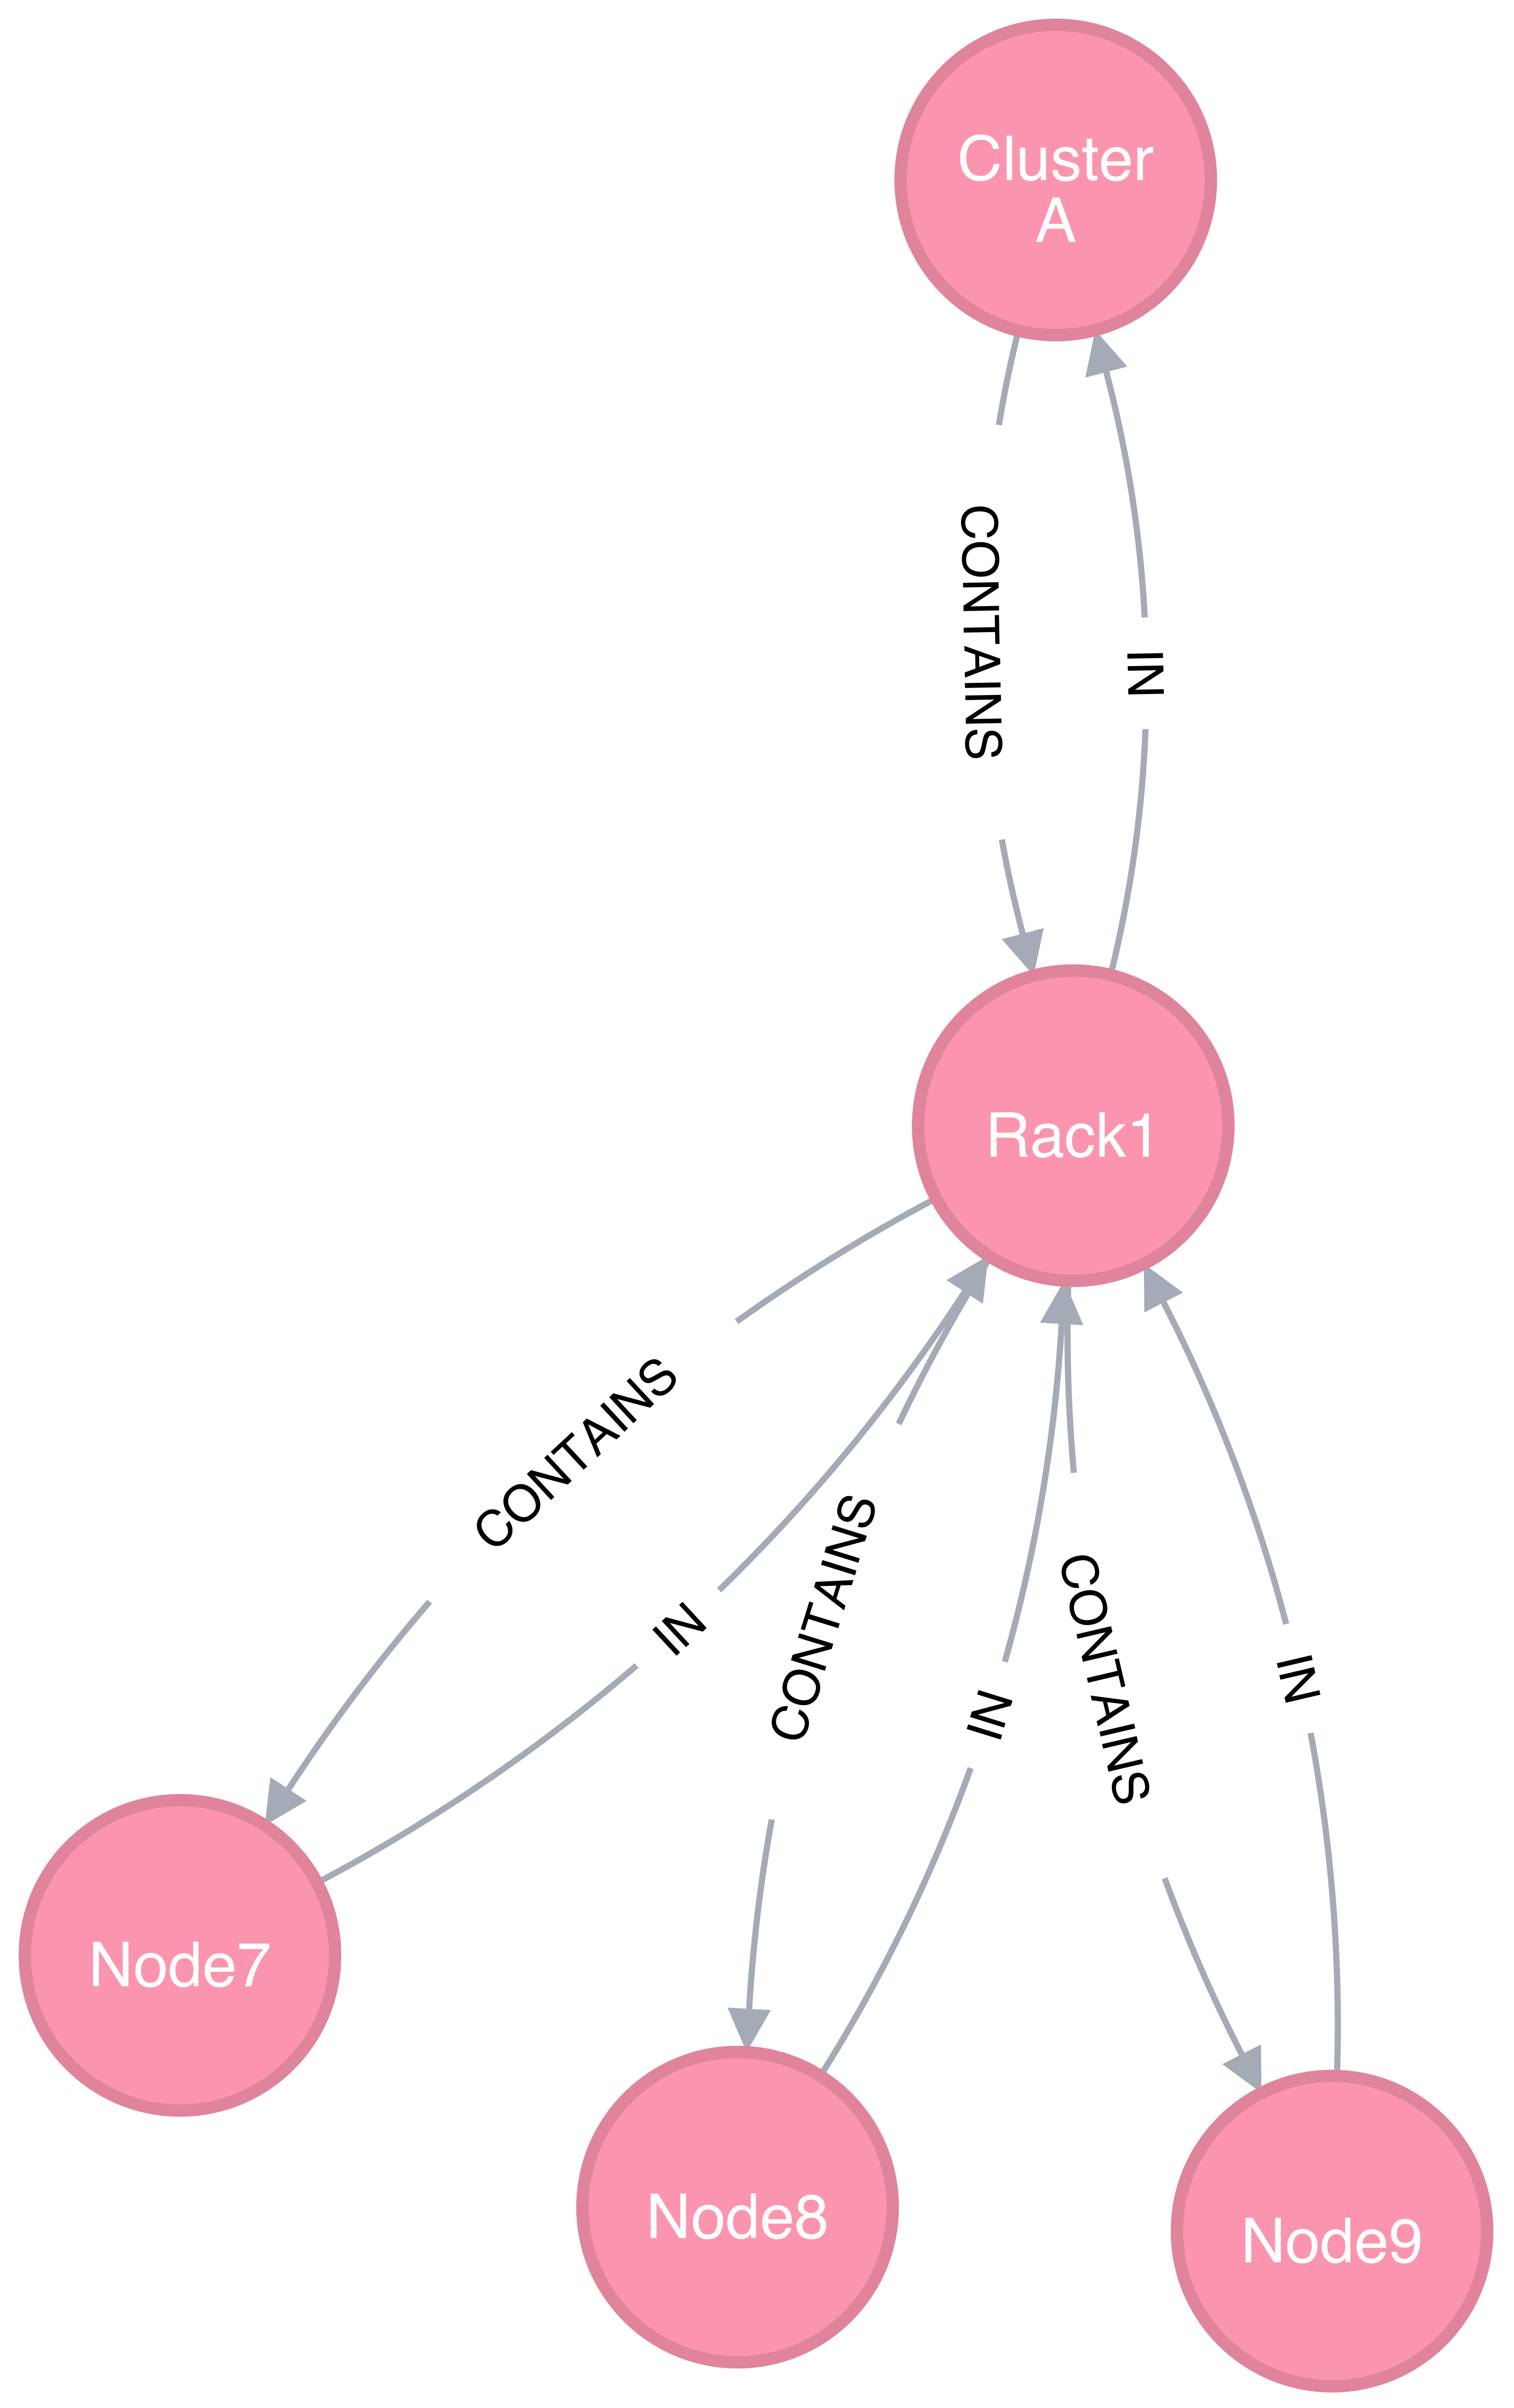 Cluster
A
CONTAINS
IN
Rack1
CONTAINS
IN
CONTAINS
IN
CONTAINS
IN
Node7
Node8
Node9